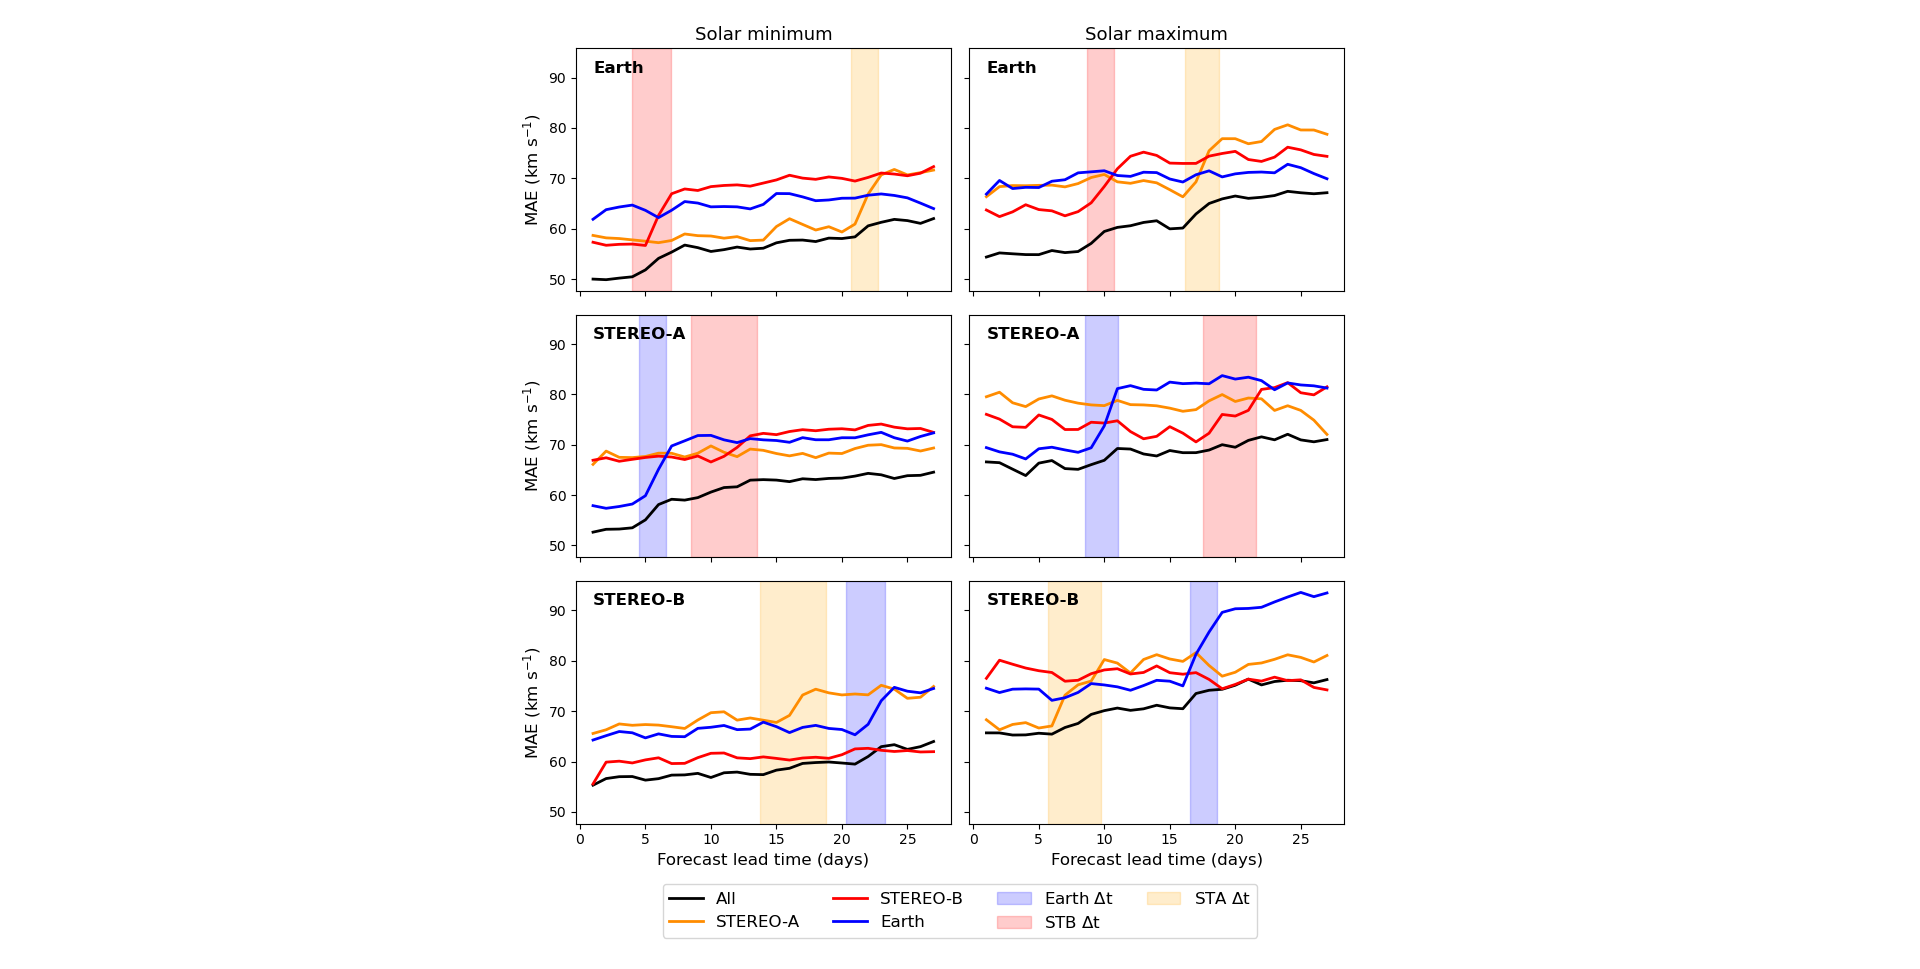 Solar minimum
Solar maximum
Earth
Earth
90
80
70
60
50
MAE (km s⁻¹)
STEREO-A
STEREO-A
90
80
70
60
50
MAE (km s⁻¹)
STEREO-B
STEREO-B
90
80
70
60
50
MAE (km s⁻¹)
0 5 10 15 20 25
0 5 10 15 20 25
Forecast lead time (days)
Forecast lead time (days)
All STEREO-B Earth Δt STA Δt
STEREO-A Earth STB Δt